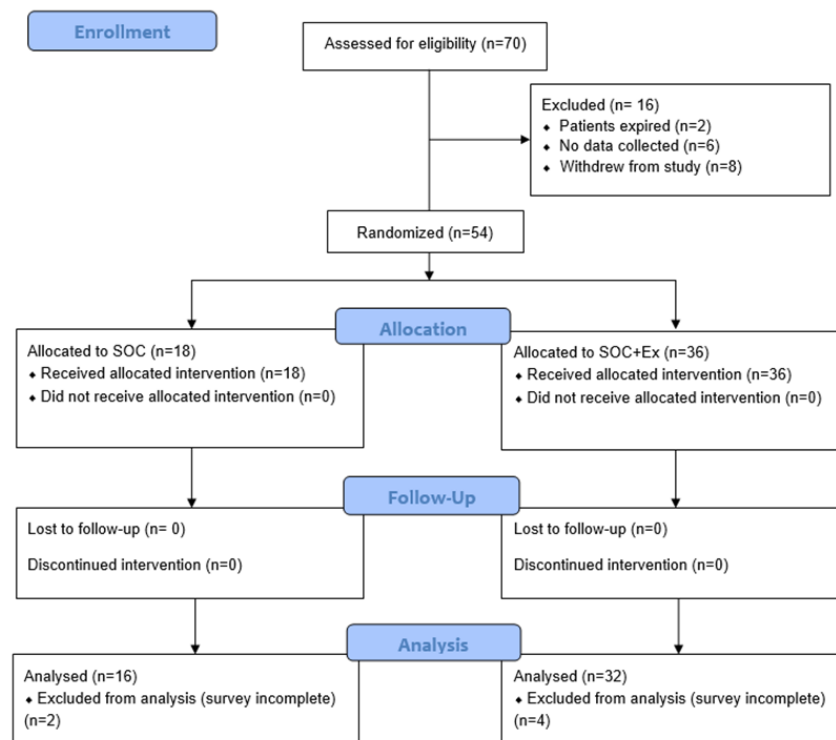 Enrollment
Assessed for eligibility (n=70)
Excluded (n= 16)
⬥ Patients expired (n=2)
⬥ No data collected (n=6)
⬥ Withdrew from study (n=8)
Randomized (n=54)
Allocation
Allocated to SOC (n=18)
⬥ Received allocated intervention (n=18)
⬥ Did not receive allocated intervention (n=0)
Allocated to SOC+Ex (n=36)
⬥ Received allocated intervention (n=36)
⬥ Did not receive allocated intervention (n=0)
Follow-Up
Lost to follow-up (n= 0)
Discontinued intervention (n=0)
Lost to follow-up (n=0)
Discontinued intervention (n=0)
Analysis
Analysed (n=16)
⬥ Excluded from analysis (survey incomplete)
(n=2)
Analysed (n=32)
⬥ Excluded from analysis (survey incomplete)
(n=4)